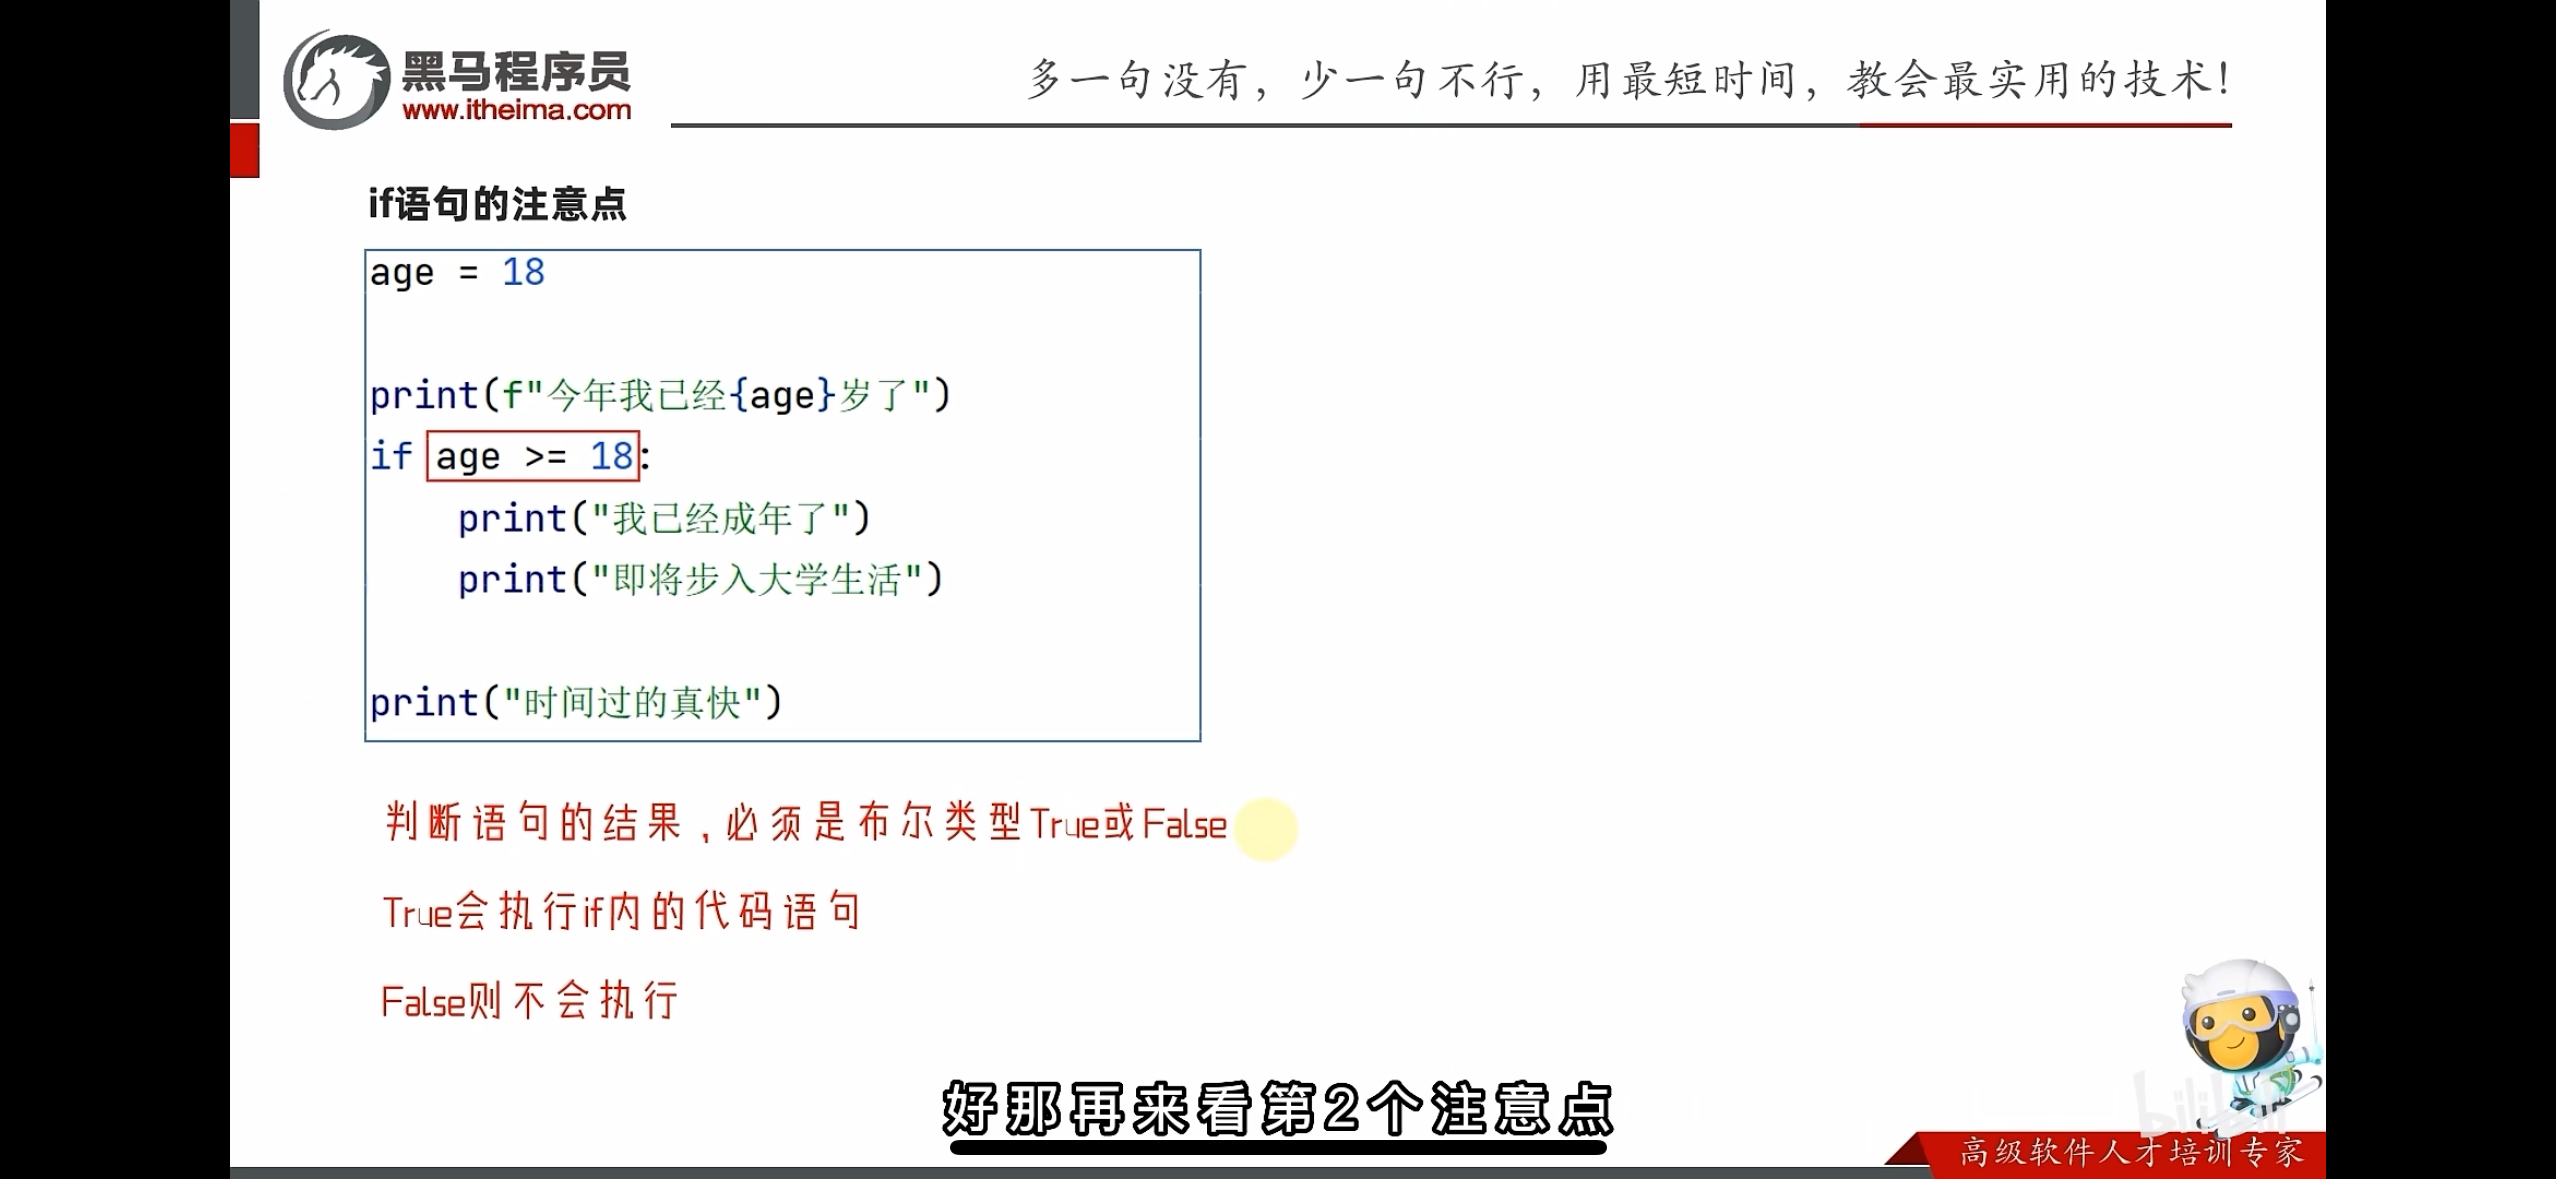 黑马程序员
www.itheima.com
多一句没有，少一句不行，用最短时间，教会最实用的技术！
if语句的注意点
age = 18
print(f"今年我已经{age}岁了")
if age >= 18:
    print("我已经成年了")
    print("即将步入大学生活")
print("时间过的真快")
判断语句的结果，必须是布尔类型True或False
True会执行if内的代码语句
False则不会执行
好那再来看第2个注意点
bilibili
高级软件人才培训专家